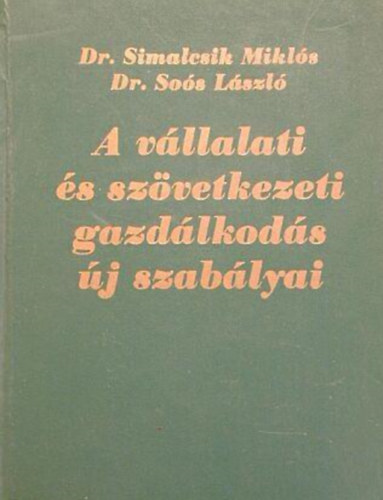 Dr. Simalcsik Miklós
Dr. Soós László
A vállalati
és szövetkezeti
gazdálkodás
új szabályai